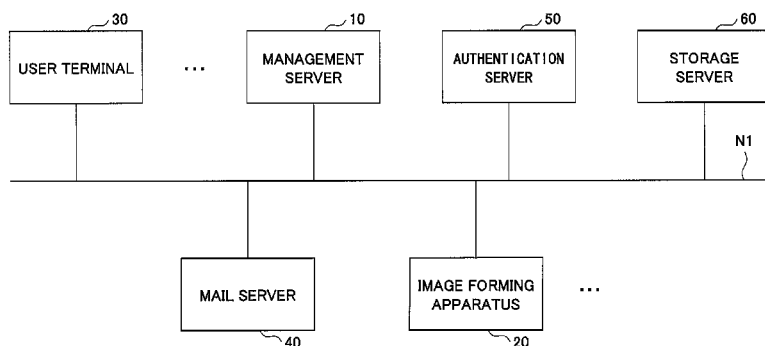 30
10
50
60
USER TERMINAL
...
MANAGEMENT
SERVER
AUTHENTICATION
SERVER
STORAGE
SERVER
N1
MAIL SERVER
IMAGE FORMING
APPARATUS
...
40
20